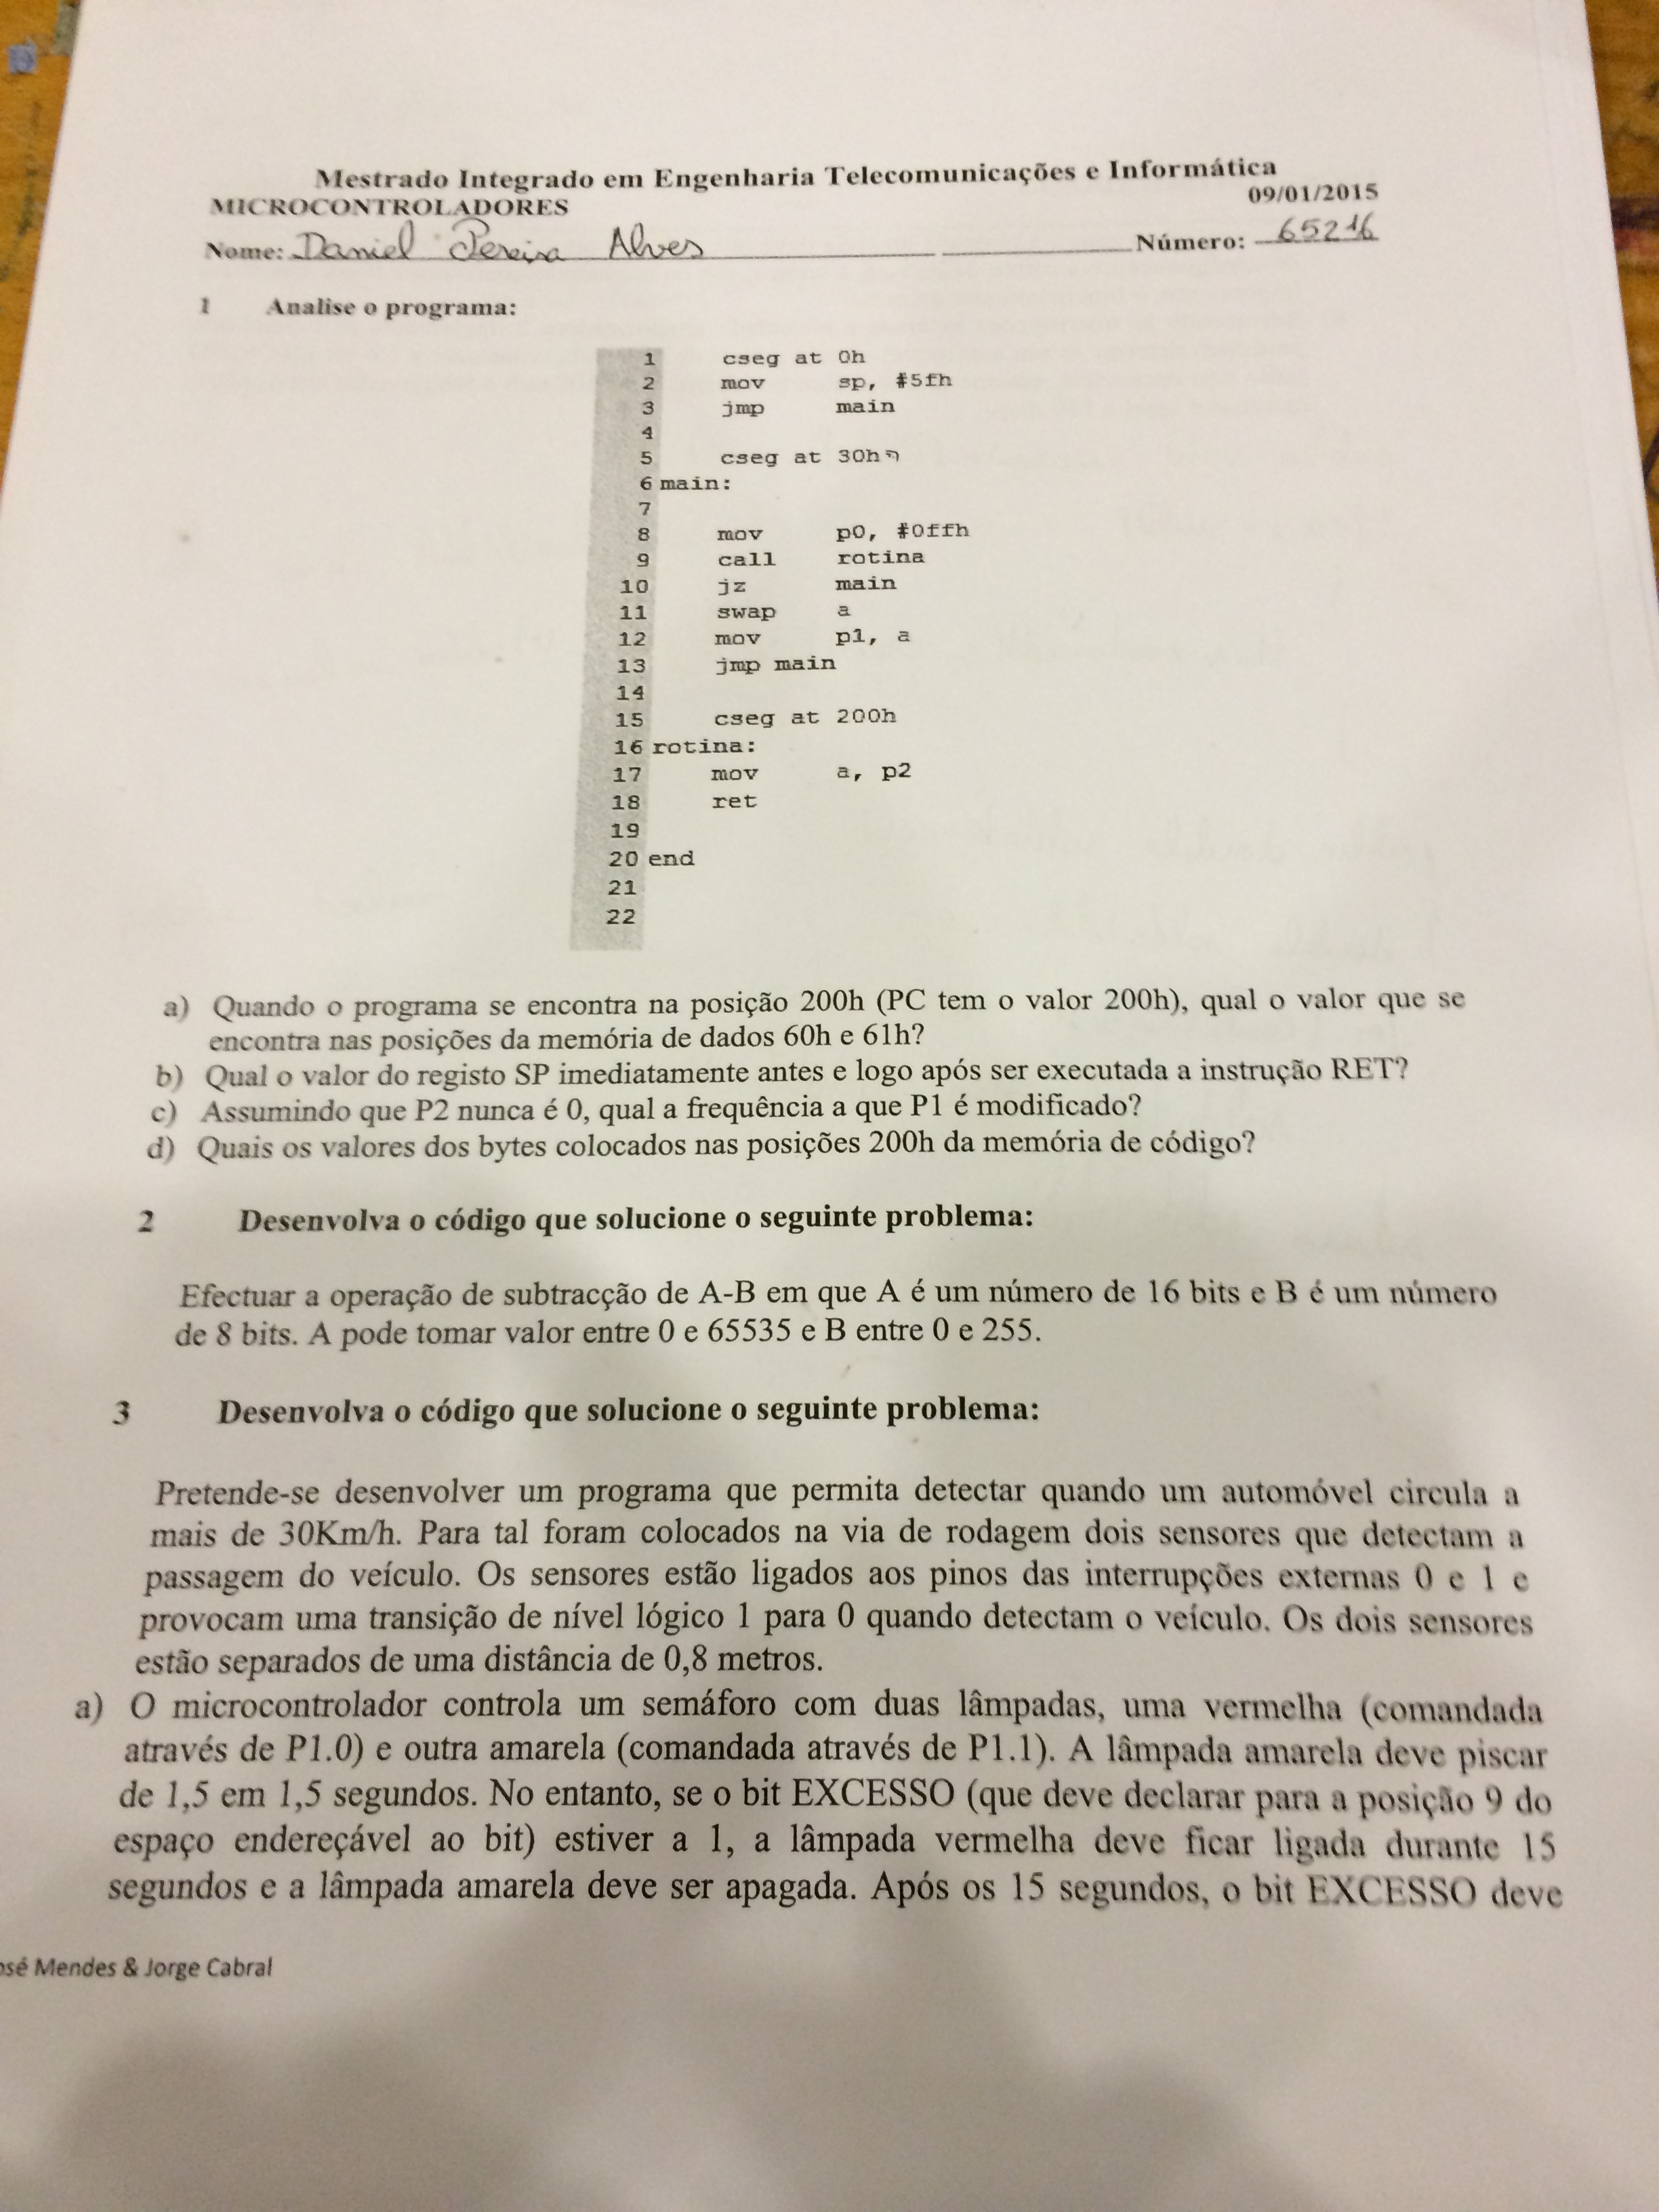 Mestrado Integrado em Engenharia Telecomunicações e Informática
09/01/2015
MICROCONTROLADORES
Nome: Daniel Pereira Alves Número: 65216
1 Analise o programa:
1 cseg at 0h
2 mov sp, #5fh
3 jmp main
4
5 cseg at 30h
6 main:
7
8 mov p0, #0ffh
9 call rotina
10 jz main
11 swap a
12 mov p1, a
13 jmp main
14
15 cseg at 200h
16 rotina:
17 mov a, p2
18 ret
19
20 end
21
22
a) Quando o programa se encontra na posição 200h (PC tem o valor 200h), qual o valor que se
encontra nas posições da memória de dados 60h e 61h?
b) Qual o valor do registo SP imediatamente antes e logo após ser executada a instrução RET?
c) Assumindo que P2 nunca é 0, qual a frequência a que P1 é modificado?
d) Quais os valores dos bytes colocados nas posições 200h da memória de código?
2 Desenvolva o código que solucione o seguinte problema:
Efectuar a operação de subtracção de A-B em que A é um número de 16 bits e B é um número
de 8 bits. A pode tomar valor entre 0 e 65535 e B entre 0 e 255.
3 Desenvolva o código que solucione o seguinte problema:
Pretende-se desenvolver um programa que permita detectar quando um automóvel circula a
mais de 30Km/h. Para tal foram colocados na via de rodagem dois sensores que detectam a
passagem do veículo. Os sensores estão ligados aos pinos das interrupções externas 0 e 1 e
provocam uma transição de nível lógico 1 para 0 quando detectam o veículo. Os dois sensores
estão separados de uma distância de 0,8 metros.
a) O microcontrolador controla um semáforo com duas lâmpadas, uma vermelha (comandada
através de P1.0) e outra amarela (comandada através de P1.1). A lâmpada amarela deve piscar
de 1,5 em 1,5 segundos. No entanto, se o bit EXCESSO (que deve declarar para a posição 9 do
espaço endereçável ao bit) estiver a 1, a lâmpada vermelha deve ficar ligada durante 15
segundos e a lâmpada amarela deve ser apagada. Após os 15 segundos, o bit EXCESSO deve
osé Mendes & Jorge Cabral